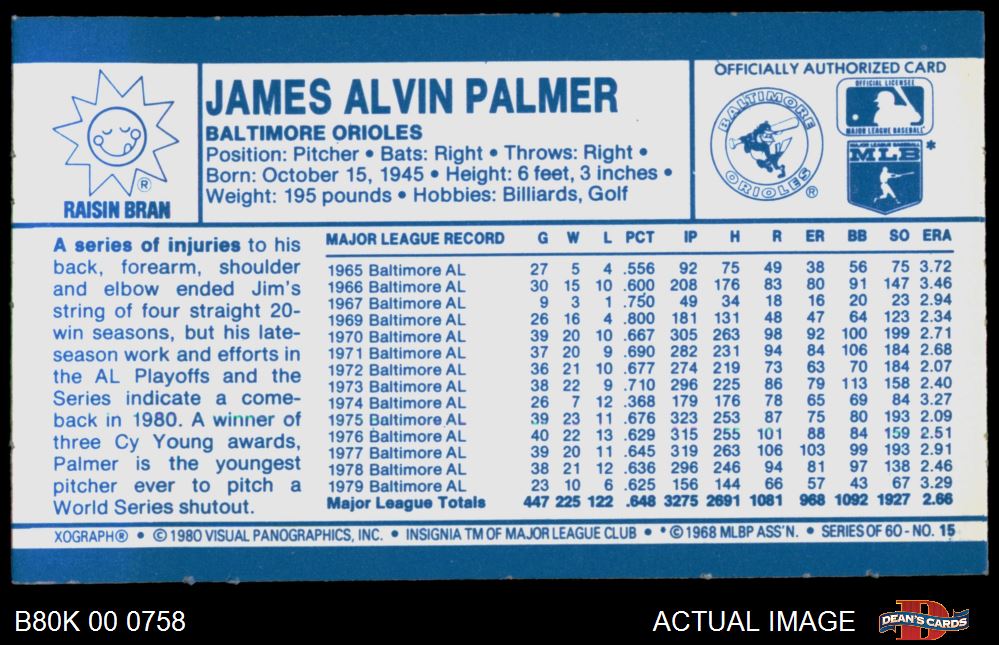 RAISIN BRAN
®
JAMES ALVIN PALMER
BALTIMORE ORIOLES
Position: Pitcher • Bats: Right • Throws: Right •
Born: October 15, 1945 • Height: 6 feet, 3 inches •
Weight: 195 pounds • Hobbies: Billiards, Golf
OFFICIALLY AUTHORIZED CARD
BALTIMORE
ORIOLES
®
OFFICIAL LICENSEE
MAJOR LEAGUE BASEBALL
MAJOR LEAGUE BASEBALL
MLB *
A series of injuries to his
back, forearm, shoulder
and elbow ended Jim's
string of four straight 20-
win seasons, but his late-
season work and efforts in
the AL Playoffs and the
Series indicate a come-
back in 1980. A winner of
three Cy Young awards,
Palmer is the youngest
pitcher ever to pitch a
World Series shutout.
MAJOR LEAGUE RECORD G W L PCT IP H R ER BB SO ERA
1965 Baltimore AL 27 5 4 .556 92 75 49 38 56 75 3.72
1966 Baltimore AL 30 15 10 .600 208 176 83 80 91 147 3.46
1967 Baltimore AL 9 3 1 .750 49 34 18 16 20 23 2.94
1969 Baltimore AL 26 16 4 .800 181 131 48 47 64 123 2.34
1970 Baltimore AL 39 20 10 .667 305 263 98 92 100 199 2.71
1971 Baltimore AL 37 20 9 .690 282 231 94 84 106 184 2.68
1972 Baltimore AL 36 21 10 .677 274 219 73 63 70 184 2.07
1973 Baltimore AL 38 22 9 .710 296 225 86 79 113 158 2.40
1974 Baltimore AL 26 7 12 .368 179 176 78 65 69 84 3.27
1975 Baltimore AL 39 23 11 .676 323 253 87 75 80 193 2.09
1976 Baltimore AL 40 22 13 .629 315 255 101 88 84 159 2.51
1977 Baltimore AL 39 20 11 .645 319 263 106 103 99 193 2.91
1978 Baltimore AL 38 21 12 .636 296 246 94 81 97 138 2.46
1979 Baltimore AL 23 10 6 .625 156 144 66 57 43 67 3.29
Major League Totals 447 225 122 .648 3275 2691 1081 968 1092 1927 2.66
XOGRAPH® • © 1980 VISUAL PANOGRAPHICS, INC. • INSIGNIA TM OF MAJOR LEAGUE CLUB • *©1968 MLBP ASS'N. • SERIES OF 60 - NO. 15
B80K 00 0758
ACTUAL IMAGE
DEAN'S CARDS